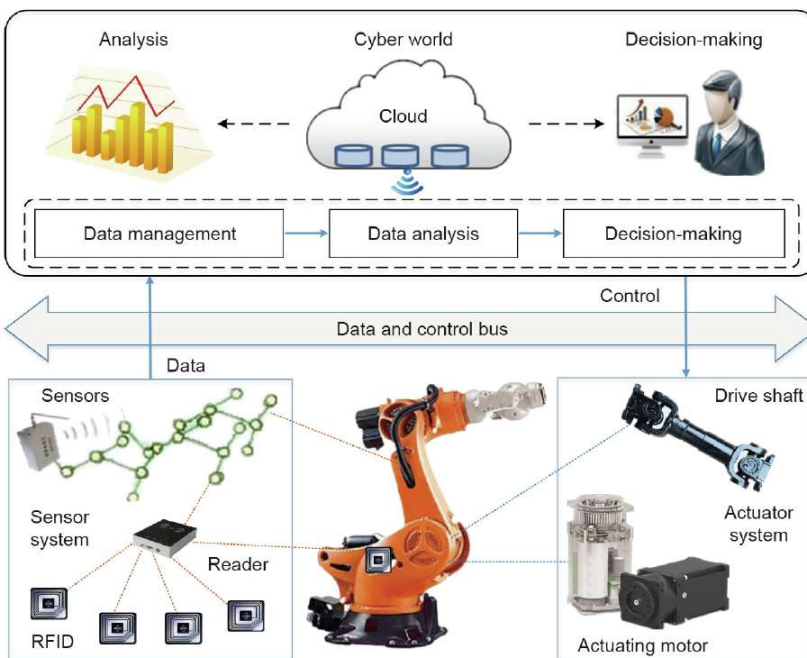 Analysis
Cyber world
Decision-making
Cloud
Data management
Data analysis
Decision-making
Control
Data and control bus
Data
Sensors
Drive shaft
Sensor
system
Actuator
system
Reader
RFID
Actuating motor